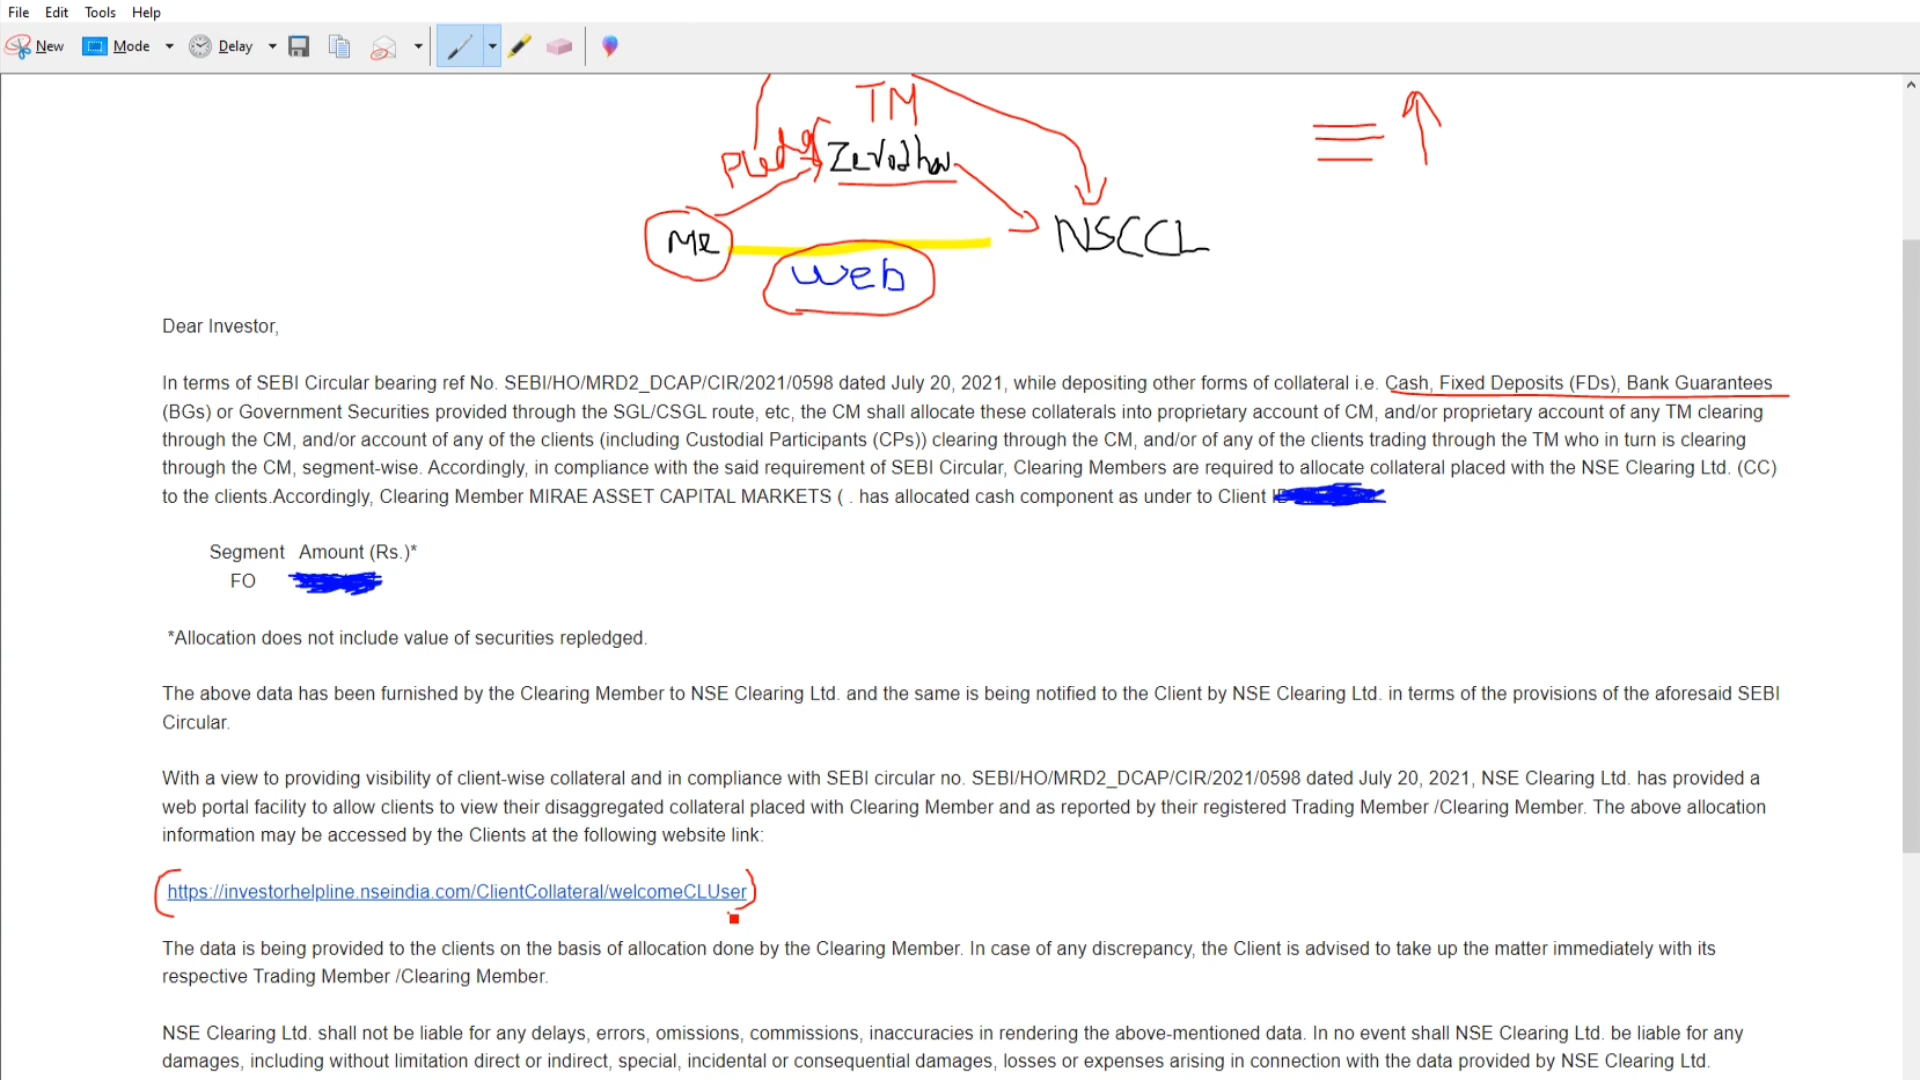 File Edit Tools Help
New Mode Delay
TM
Pledge Zerodha
Me NSCCL
web
Dear Investor,
In terms of SEBI Circular bearing ref No. SEBI/HO/MRD2_DCAP/CIR/2021/0598 dated July 20, 2021, while depositing other forms of collateral i.e. Cash, Fixed Deposits (FDs), Bank Guarantees
(BGs) or Government Securities provided through the SGL/CSGL route, etc, the CM shall allocate these collaterals into proprietary account of CM, and/or proprietary account of any TM clearing
through the CM, and/or account of any of the clients (including Custodial Participants (CPs)) clearing through the CM, and/or of any of the clients trading through the TM who in turn is clearing
through the CM, segment-wise. Accordingly, in compliance with the said requirement of SEBI Circular, Clearing Members are required to allocate collateral placed with the NSE Clearing Ltd. (CC)
to the clients.Accordingly, Clearing Member MIRAE ASSET CAPITAL MARKETS ( . has allocated cash component as under to Client
Segment Amount (Rs.)*
FO
*Allocation does not include value of securities repledged.
The above data has been furnished by the Clearing Member to NSE Clearing Ltd. and the same is being notified to the Client by NSE Clearing Ltd. in terms of the provisions of the aforesaid SEBI
Circular.
With a view to providing visibility of client-wise collateral and in compliance with SEBI circular no. SEBI/HO/MRD2_DCAP/CIR/2021/0598 dated July 20, 2021, NSE Clearing Ltd. has provided a
web portal facility to allow clients to view their disaggregated collateral placed with Clearing Member and as reported by their registered Trading Member /Clearing Member. The above allocation
information may be accessed by the Clients at the following website link:
https://investorhelpline.nseindia.com/ClientCollateral/welcomeCLUser
The data is being provided to the clients on the basis of allocation done by the Clearing Member. In case of any discrepancy, the Client is advised to take up the matter immediately with its
respective Trading Member /Clearing Member.
NSE Clearing Ltd. shall not be liable for any delays, errors, omissions, commissions, inaccuracies in rendering the above-mentioned data. In no event shall NSE Clearing Ltd. be liable for any
damages, including without limitation direct or indirect, special, incidental or consequential damages, losses or expenses arising in connection with the data provided by NSE Clearing Ltd.